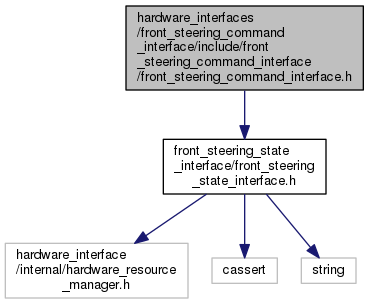 hardware_interfaces
/front_steering_command
_interface/include/front
_steering_command_interface
/front_steering_command_interface.h
front_steering_state
_interface/front_steering
_state_interface.h
hardware_interface
/internal/hardware_resource
_manager.h
cassert
string